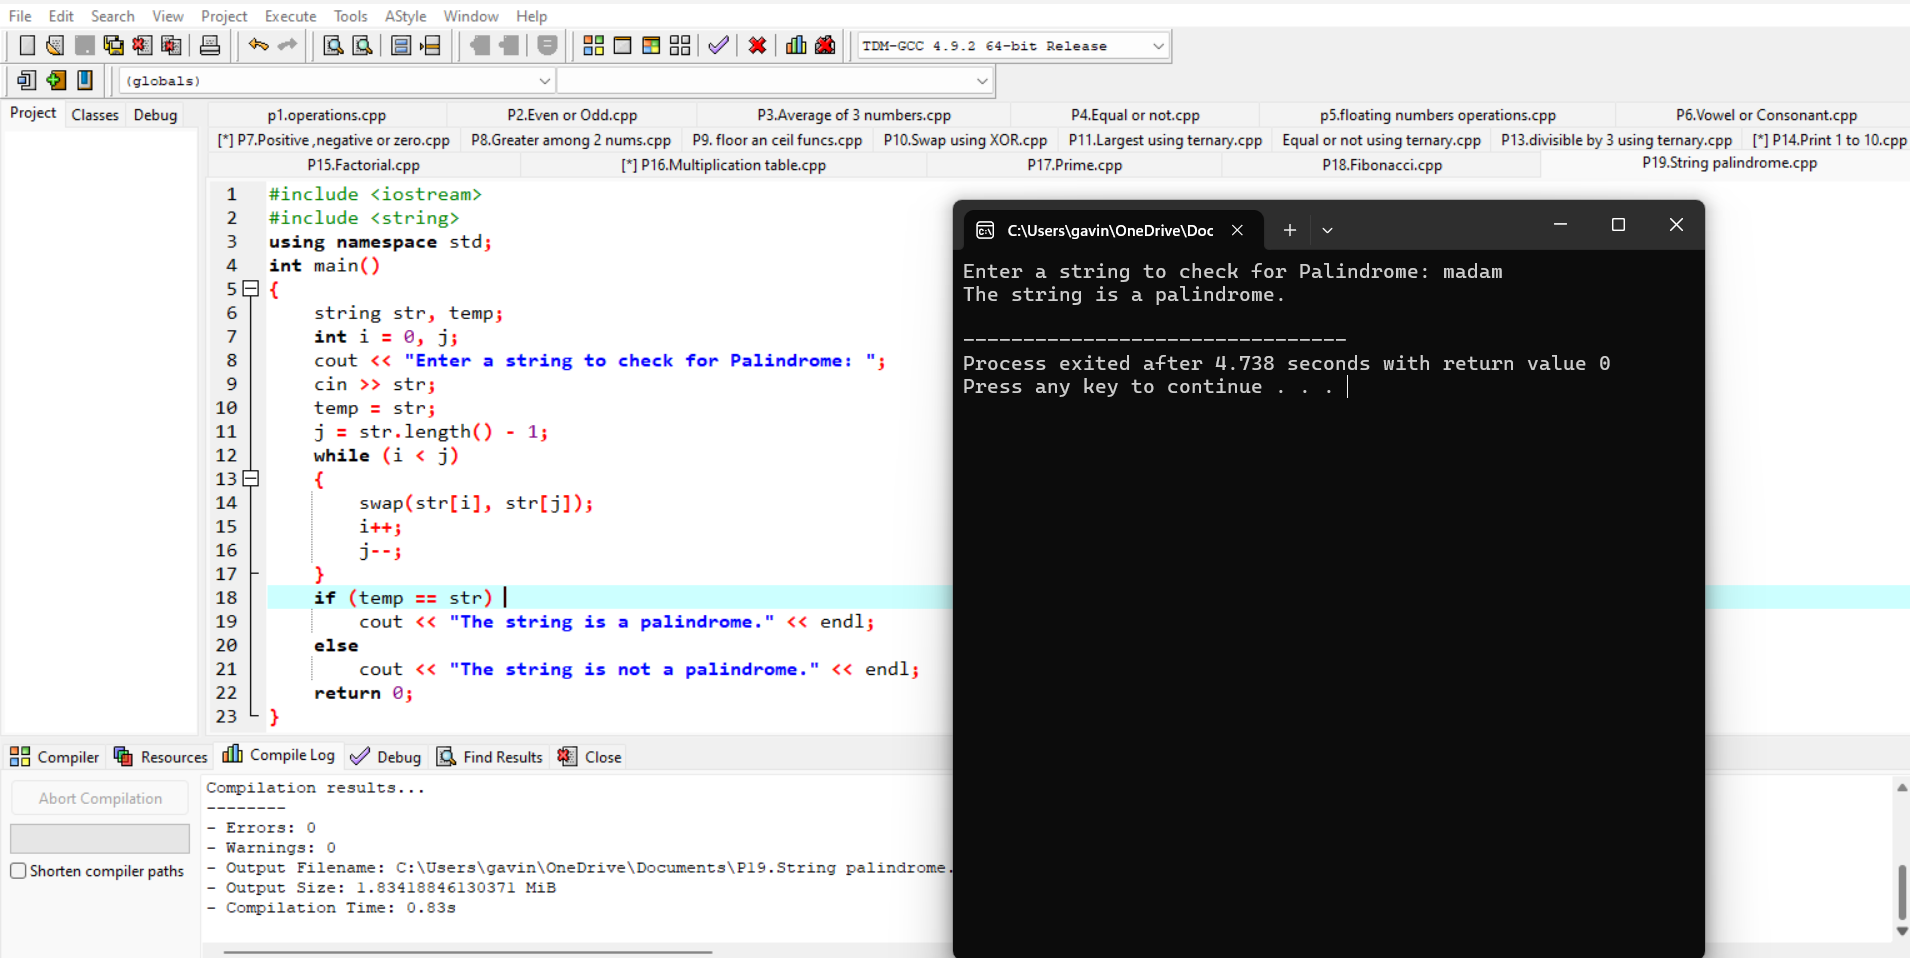 File Edit Search View Project Execute Tools AStyle Window Help
TDM-GCC 4.9.2 64-bit Release
(globals)
Project Classes Debug
p1.operations.cpp P2.Even or Odd.cpp P3.Average of 3 numbers.cpp P4.Equal or not.cpp p5.floating numbers operations.cpp P6.Vowel or Consonant.cpp
[*] P7.Positive ,negative or zero.cpp P8.Greater among 2 nums.cpp P9. floor an ceil funcs.cpp P10.Swap using XOR.cpp P11.Largest using ternary.cpp Equal or not using ternary.cpp P13.divisible by 3 using ternary.cpp [*] P14.Print 1 to 10.cpp
P15.Factorial.cpp [*] P16.Multiplication table.cpp P17.Prime.cpp P18.Fibonacci.cpp P19.String palindrome.cpp
1 #include <iostream>
2 #include <string>
3 using namespace std;
4 int main()
5 {
6 string str, temp;
7 int i = 0, j;
8 cout << "Enter a string to check for Palindrome: ";
9 cin >> str;
10 temp = str;
11 j = str.length() - 1;
12 while (i < j)
13 {
14 swap(str[i], str[j]);
15 i++;
16 j--;
17 }
18 if (temp == str)
19 cout << "The string is a palindrome." << endl;
20 else
21 cout << "The string is not a palindrome." << endl;
22 return 0;
23 }
C:\Users\gavin\OneDrive\Doc
Enter a string to check for Palindrome: madam
The string is a palindrome.
--------------------------------
Process exited after 4.738 seconds with return value 0
Press any key to continue . . .
Compiler Resources Compile Log Debug Find Results Close
Abort Compilation
Shorten compiler paths
Compilation results...
--------
- Errors: 0
- Warnings: 0
- Output Filename: C:\Users\gavin\OneDrive\Documents\P19.String palindrome.
- Output Size: 1.83418846130371 MiB
- Compilation Time: 0.83s